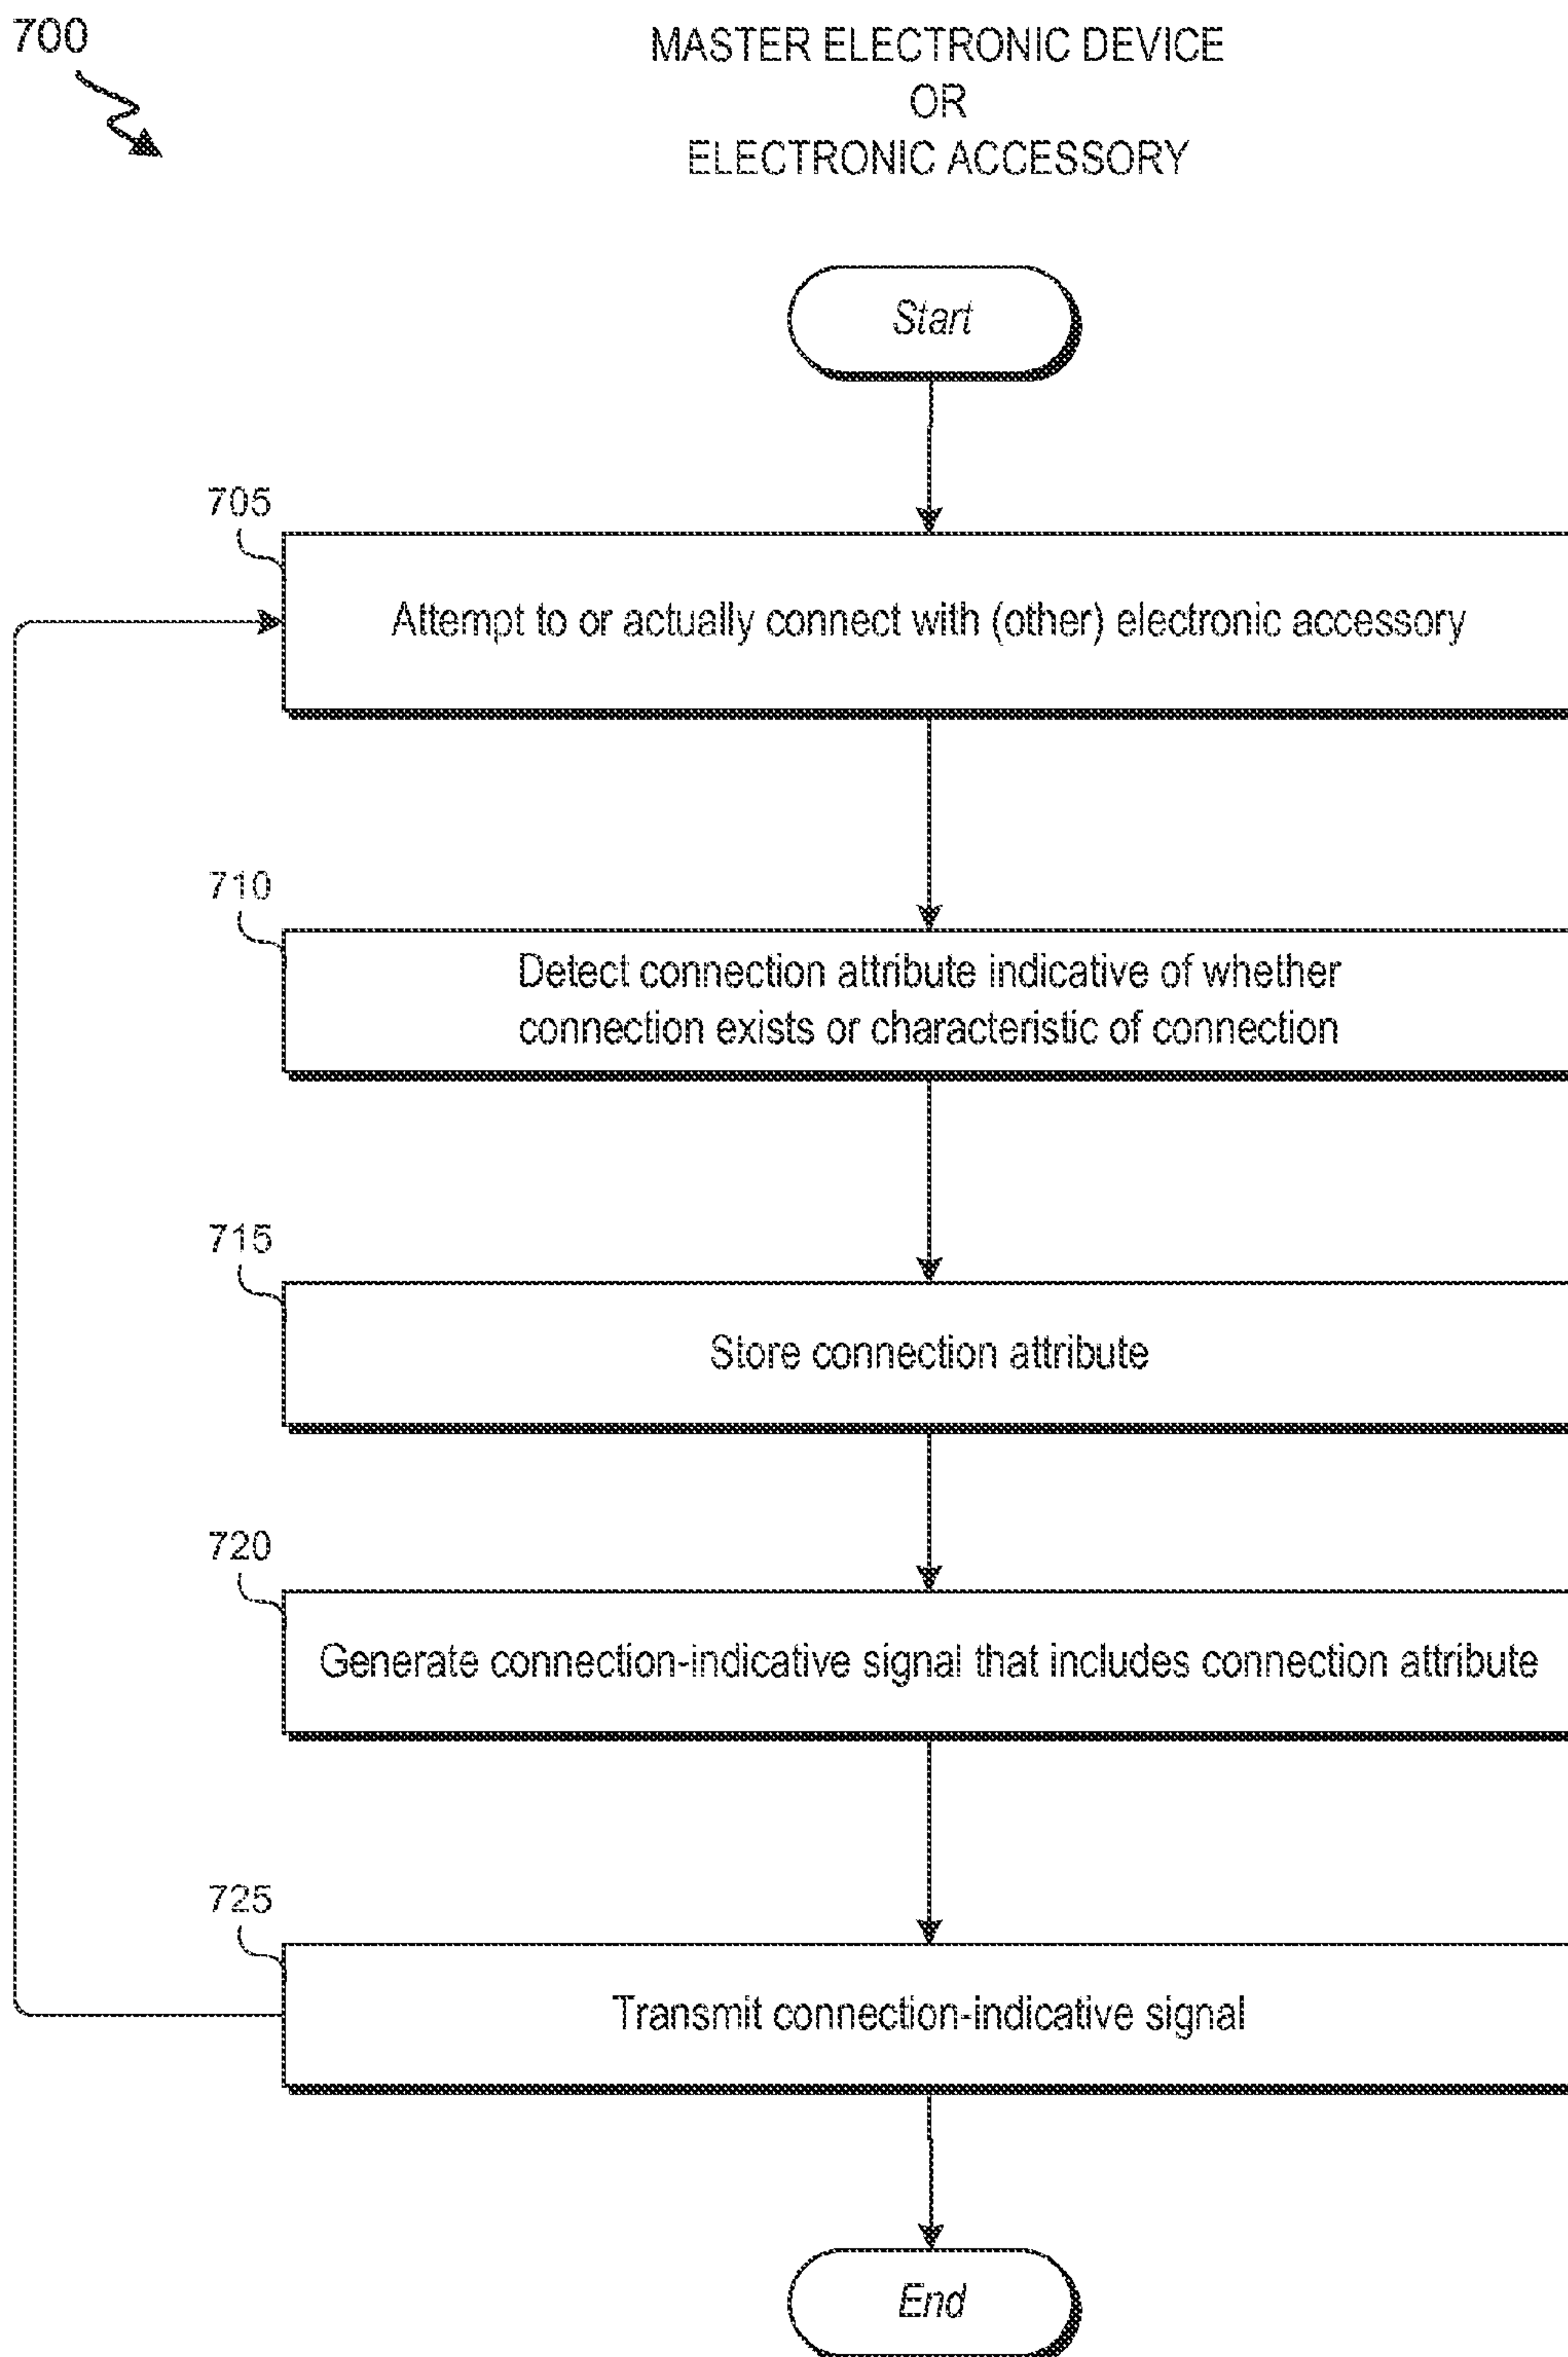 700
MASTER ELECTRONIC DEVICE
OR
ELECTRONIC ACCESSORY
Start
705
Attempt to or actually connect with (other) electronic accessory
710
Detect connection attribute indicative of whether
connection exists or characteristic of connection
715
Store connection attribute
720
Generate connection-indicative signal that includes connection attribute
725
Transmit connection-indicative signal
End